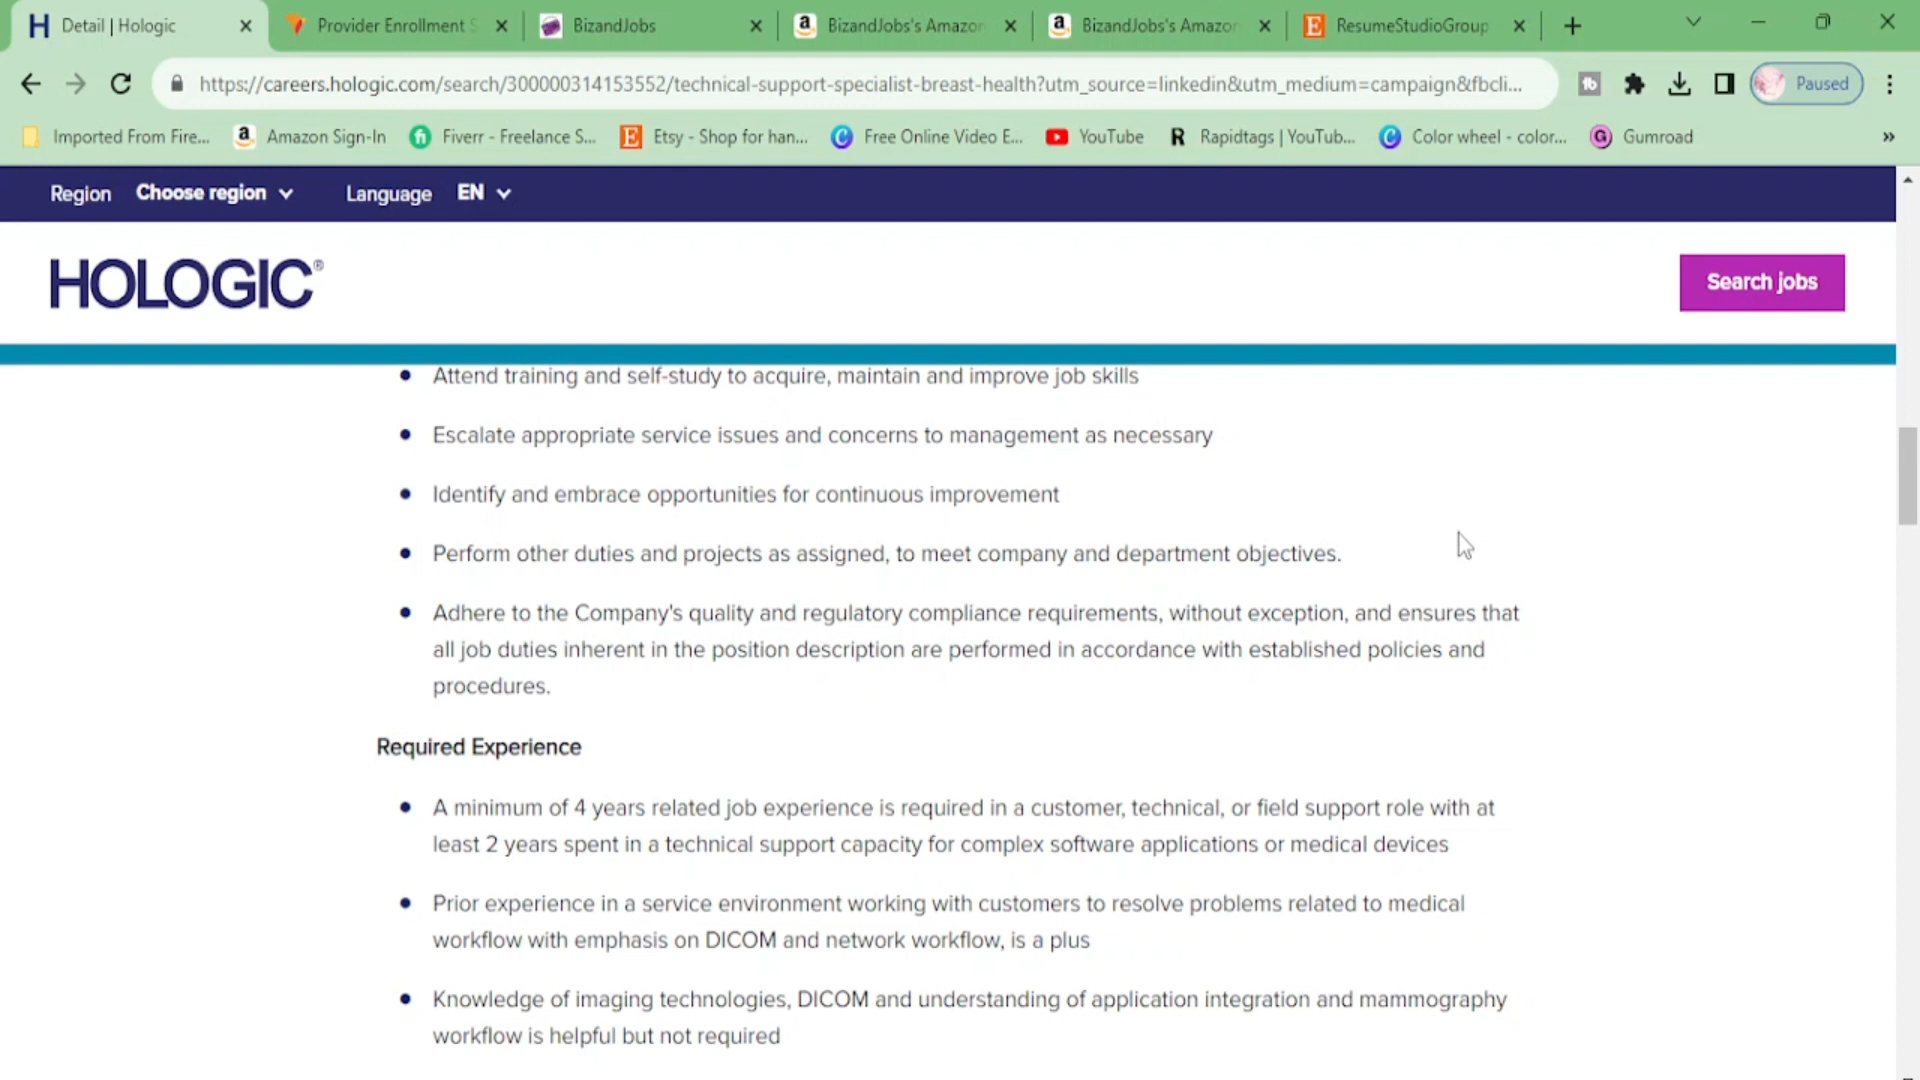 Detail | Hologic
Provider Enrollment S
BizandJobs
BizandJobs's Amazon
BizandJobs's Amazon
ResumeStudioGroup
https://careers.hologic.com/search/300000314153552/technical-support-specialist-breast-health?utm_source=linkedin&utm_medium=campaign&fbcli...
Paused
Imported From Fire...
Amazon Sign-In
Fiverr - Freelance S...
Etsy - Shop for han...
Free Online Video E...
YouTube
Rapidtags | YouTub...
Color wheel - color...
Gumroad
»
Region Choose region Language EN
HOLOGIC®
Search jobs
Attend training and self-study to acquire, maintain and improve job skills
Escalate appropriate service issues and concerns to management as necessary
Identify and embrace opportunities for continuous improvement
Perform other duties and projects as assigned, to meet company and department objectives.
Adhere to the Company's quality and regulatory compliance requirements, without exception, and ensures that
all job duties inherent in the position description are performed in accordance with established policies and
procedures.
Required Experience
A minimum of 4 years related job experience is required in a customer, technical, or field support role with at
least 2 years spent in a technical support capacity for complex software applications or medical devices
Prior experience in a service environment working with customers to resolve problems related to medical
workflow with emphasis on DICOM and network workflow, is a plus
Knowledge of imaging technologies, DICOM and understanding of application integration and mammography
workflow is helpful but not required